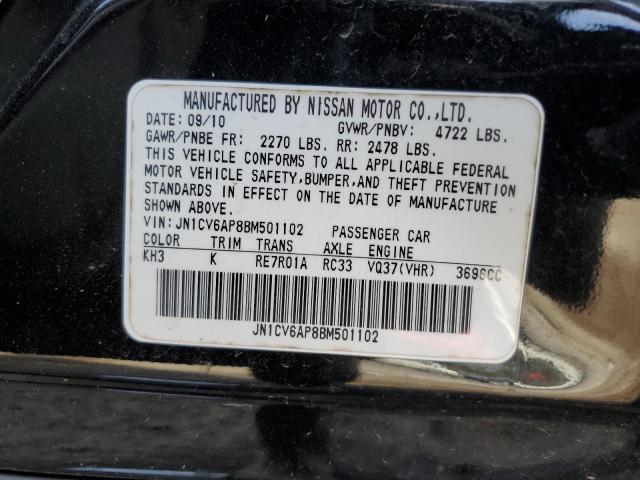 MANUFACTURED BY NISSAN MOTOR CO.,LTD.
DATE: 09/10 GVWR/PNBV: 4722 LBS.
GAWR/PNBE FR: 2270 LBS. RR: 2478 LBS.
THIS VEHICLE CONFORMS TO ALL APPLICABLE FEDERAL
MOTOR VEHICLE SAFETY,BUMPER,AND THEFT PREVENTION
STANDARDS IN EFFECT ON THE DATE OF MANUFACTURE
SHOWN ABOVE.
VIN:JN1CV6AP8BM501102 PASSENGER CAR
COLOR TRIM TRANS AXLE ENGINE
KH3 K RE7R01A RC33 VQ37(VHR) 3696CC
JN1CV6AP8BM501102